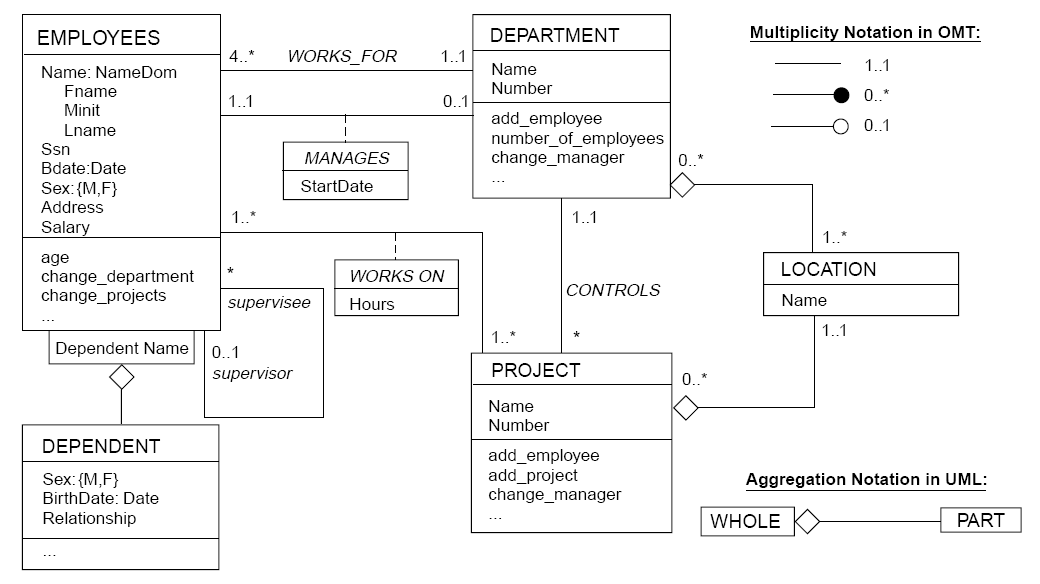 EMPLOYEES
Name: NameDom
Fname
Minit
Lname
Ssn
Bdate:Date
Sex:{M,F}
Address
Salary
age
change_department
change_projects
...
4..* WORKS_FOR 1..1
1..1 0..1
MANAGES
StartDate
1..*
WORKS ON
Hours
1..*
*
supervisee
0..1
supervisor
Dependent Name
DEPENDENT
Sex:{M,F}
BirthDate: Date
Relationship
...
DEPARTMENT
Name
Number
add_employee
number_of_employees
change_manager
...
0..*
1..1
CONTROLS
*
PROJECT
Name
Number
add_employee
add_project
change_manager
...
0..*
1..*
LOCATION
Name
1..1
Multiplicity Notation in OMT:
1..1
0..*
0..1
Aggregation Notation in UML:
WHOLE PART